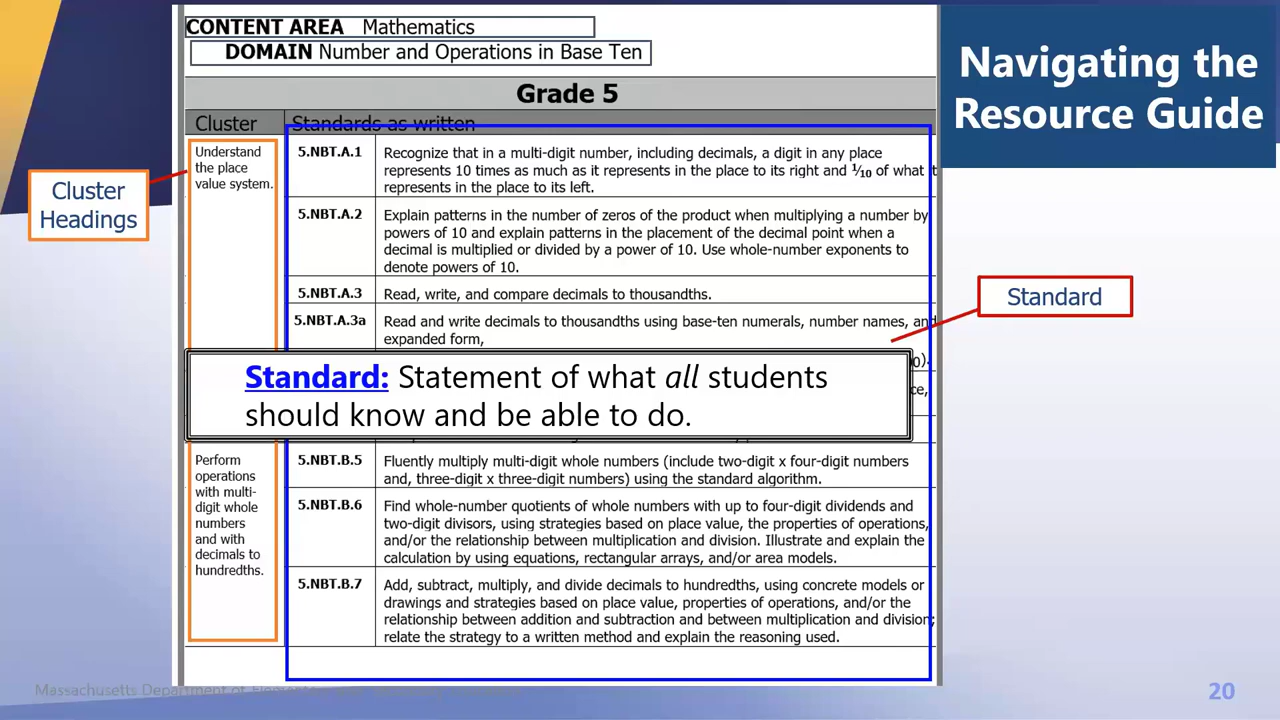 CONTENT AREA Mathematics
DOMAIN Number and Operations in Base Ten
Navigating the
Resource Guide
Grade 5
Cluster Standards as written
Cluster
Headings
Understand
the place
value system.
5.NBT.A.1 Recognize that in a multi-digit number, including decimals, a digit in any place
represents 10 times as much as it represents in the place to its right and 1/10 of what it
represents in the place to its left.
5.NBT.A.2 Explain patterns in the number of zeros of the product when multiplying a number by
powers of 10 and explain patterns in the placement of the decimal point when a
decimal is multiplied or divided by a power of 10. Use whole-number exponents to
denote powers of 10.
5.NBT.A.3 Read, write, and compare decimals to thousandths.
5.NBT.A.3a Read and write decimals to thousandths using base-ten numerals, number names, and
expanded form,
Standard
0).
ce,
Standard: Statement of what all students
should know and be able to do.
Perform
operations
with multi-
digit whole
numbers
and with
decimals to
hundredths.
5.NBT.B.5 Fluently multiply multi-digit whole numbers (include two-digit x four-digit numbers
and, three-digit x three-digit numbers) using the standard algorithm.
5.NBT.B.6 Find whole-number quotients of whole numbers with up to four-digit dividends and
two-digit divisors, using strategies based on place value, the properties of operations,
and/or the relationship between multiplication and division. Illustrate and explain the
calculation by using equations, rectangular arrays, and/or area models.
5.NBT.B.7 Add, subtract, multiply, and divide decimals to hundredths, using concrete models or
drawings and strategies based on place value, properties of operations, and/or the
relationship between addition and subtraction and between multiplication and division;
relate the strategy to a written method and explain the reasoning used.
Massachusetts Department of
20